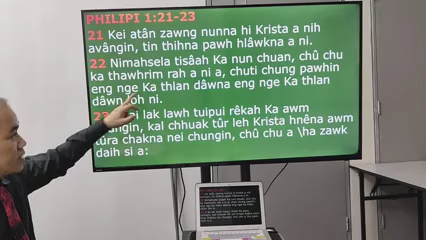 PHILIPI 1:21-23
21 Kei atân zawng nunna hi Krista a nih
avângin, tin thihna pawh hlâwkna a ni.
22 Nimahsela tisâah Ka nun chuan, chû chu
ka thawhrim rah a ni a, chuti chung pawhin
eng nge Ka thlan dâwna eng nge Ka thlan
dâwn loh ni.
lak lawh tuipui rêkah Ka awm
kal chhuak tûr leh Krista hnêna awm
tûra chakna nei chungin, chû chu a \ha zawk
daih si a: